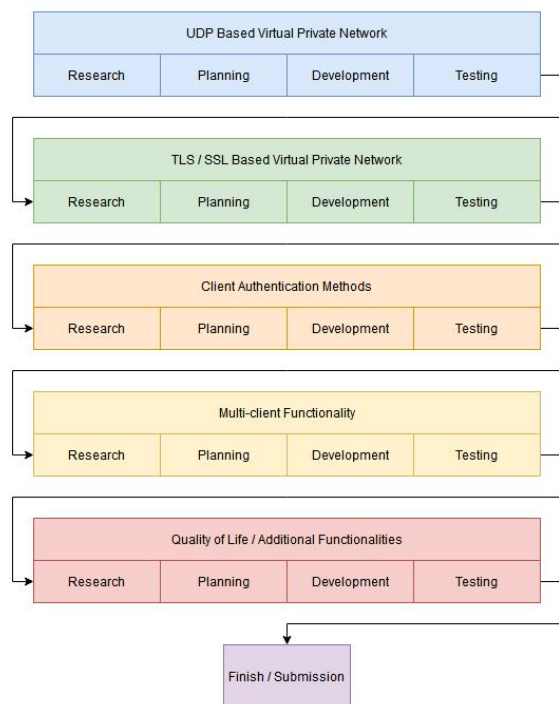 UDP Based Virtual Private Network
Research Planning Development Testing
TLS / SSL Based Virtual Private Network
Research Planning Development Testing
Client Authentication Methods
Research Planning Development Testing
Multi-client Functionality
Research Planning Development Testing
Quality of Life / Additional Functionalities
Research Planning Development Testing
Finish / Submission